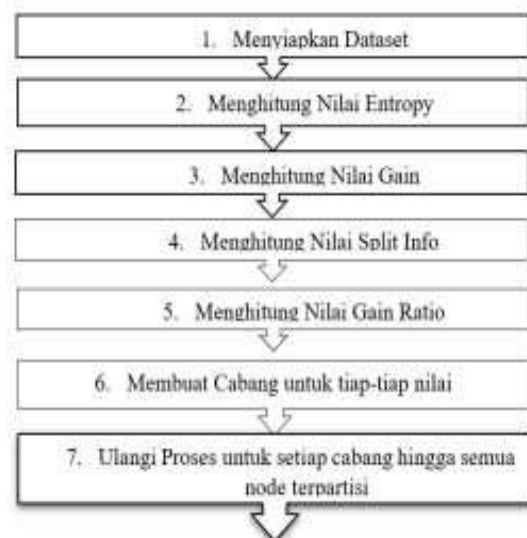 1. Menyiapkan Dataset
2. Menghitung Nilai Entropy
3. Menghitung Nilai Gain
4. Menghitung Nilai Split Info
5. Menghitung Nilai Gain Ratio
6. Membuat Cabang untuk tiap-tiap nilai
7. Ulangi Proses untuk setiap cabang hingga semua
node terpartisi